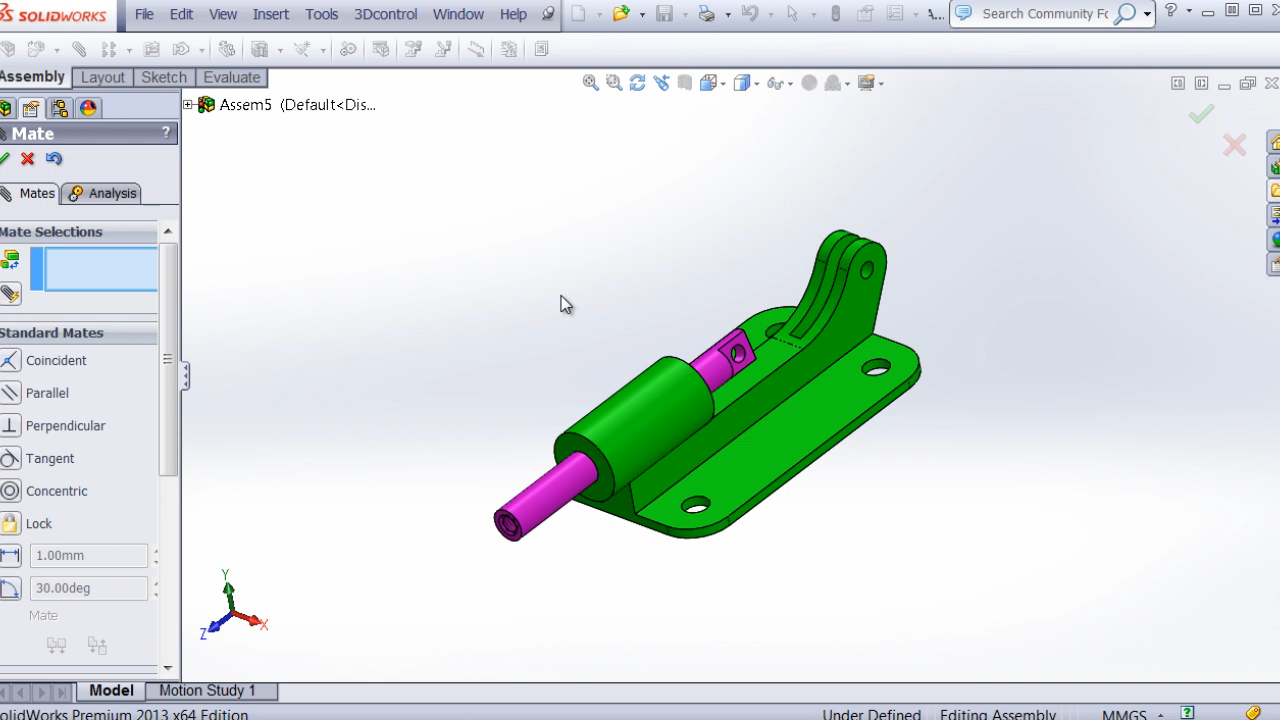 SOLIDWORKS File Edit View Insert Tools 3Dcontrol Window Help Search Community Fo ?
Assembly Layout Sketch Evaluate
Assem5 (Default<Dis...
Mate ?
Mates Analysis
Mate Selections
Standard Mates
Coincident
Parallel
Perpendicular
Tangent
Concentric
Lock
1.00mm
30.00deg
Mate
Y
X
Z
Model Motion Study 1
SolidWorks Premium 2013 x64 Edition Under Defined Editing Assembly MMGS ?